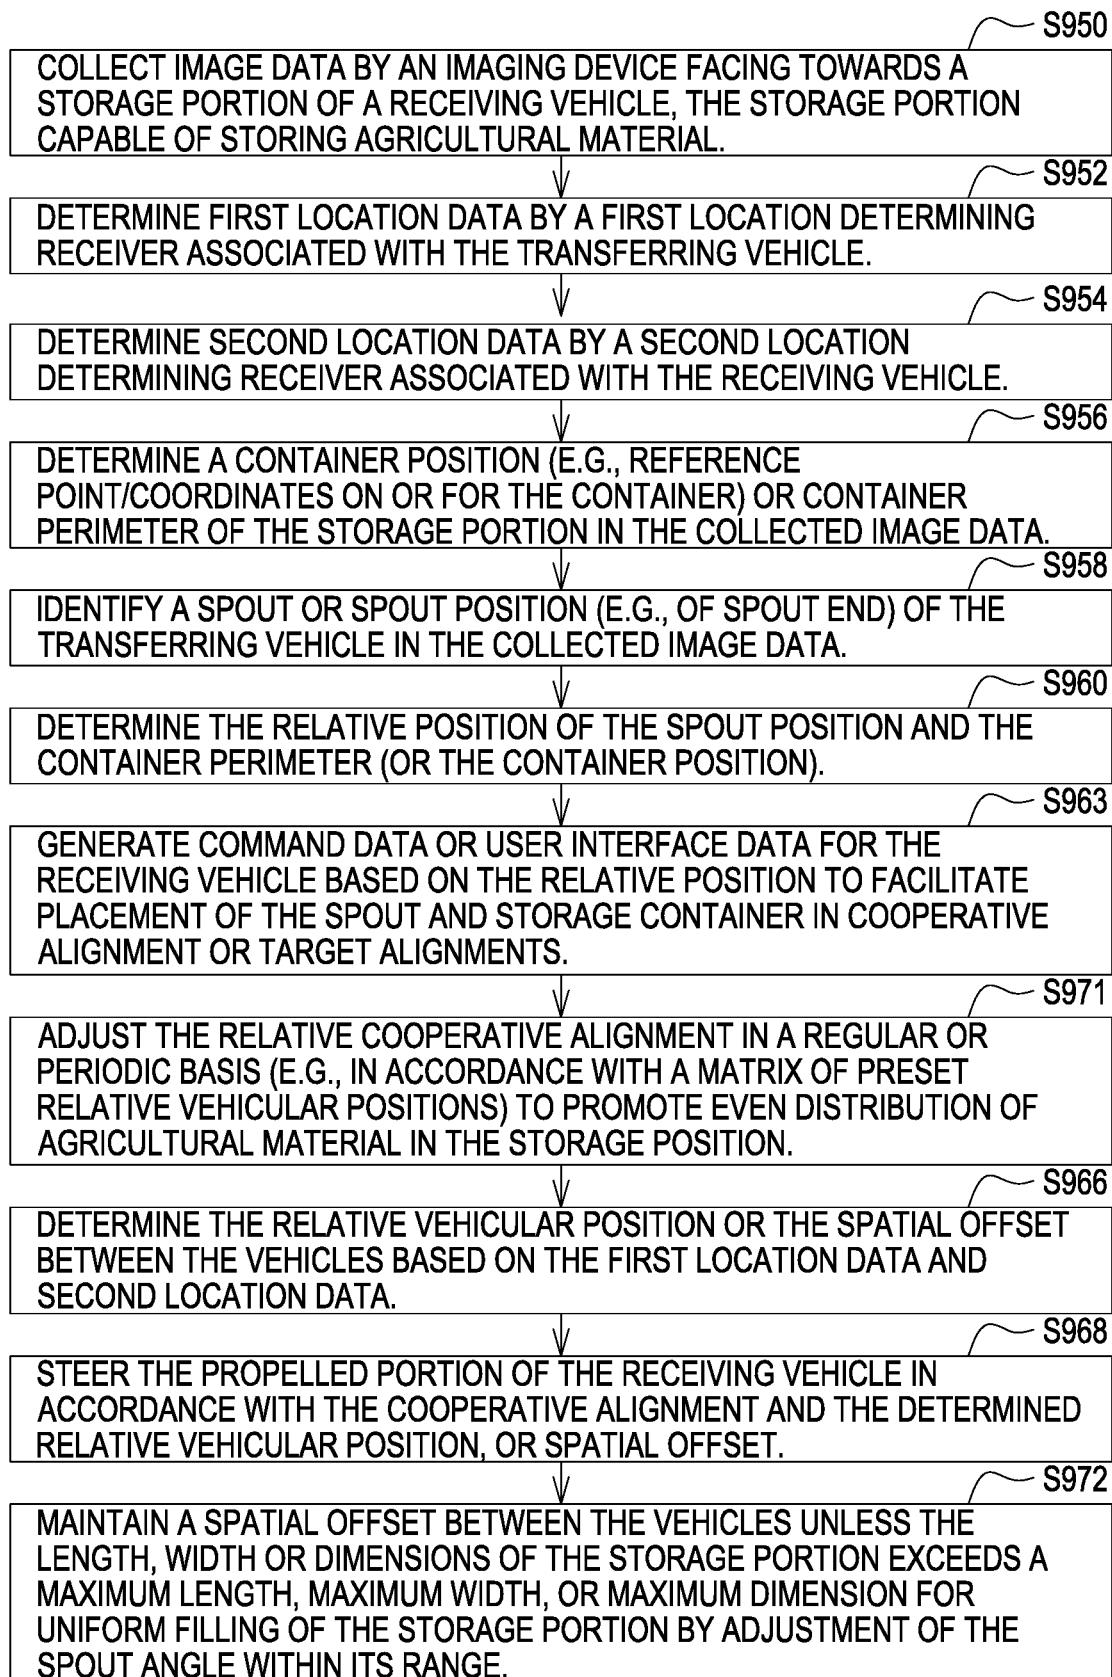 S950
COLLECT IMAGE DATA BY AN IMAGING DEVICE FACING TOWARDS A
STORAGE PORTION OF A RECEIVING VEHICLE, THE STORAGE PORTION
CAPABLE OF STORING AGRICULTURAL MATERIAL.
S952
DETERMINE FIRST LOCATION DATA BY A FIRST LOCATION DETERMINING
RECEIVER ASSOCIATED WITH THE TRANSFERRING VEHICLE.
S954
DETERMINE SECOND LOCATION DATA BY A SECOND LOCATION
DETERMINING RECEIVER ASSOCIATED WITH THE RECEIVING VEHICLE.
S956
DETERMINE A CONTAINER POSITION (E.G., REFERENCE
POINT/COORDINATES ON OR FOR THE CONTAINER) OR CONTAINER
PERIMETER OF THE STORAGE PORTION IN THE COLLECTED IMAGE DATA.
S958
IDENTIFY A SPOUT OR SPOUT POSITION (E.G., OF SPOUT END) OF THE
TRANSFERRING VEHICLE IN THE COLLECTED IMAGE DATA.
S960
DETERMINE THE RELATIVE POSITION OF THE SPOUT POSITION AND THE
CONTAINER PERIMETER (OR THE CONTAINER POSITION).
S963
GENERATE COMMAND DATA OR USER INTERFACE DATA FOR THE
RECEIVING VEHICLE BASED ON THE RELATIVE POSITION TO FACILITATE
PLACEMENT OF THE SPOUT AND STORAGE CONTAINER IN COOPERATIVE
ALIGNMENT OR TARGET ALIGNMENTS.
S971
ADJUST THE RELATIVE COOPERATIVE ALIGNMENT IN A REGULAR OR
PERIODIC BASIS (E.G., IN ACCORDANCE WITH A MATRIX OF PRESET
RELATIVE VEHICULAR POSITIONS) TO PROMOTE EVEN DISTRIBUTION OF
AGRICULTURAL MATERIAL IN THE STORAGE POSITION.
S966
DETERMINE THE RELATIVE VEHICULAR POSITION OR THE SPATIAL OFFSET
BETWEEN THE VEHICLES BASED ON THE FIRST LOCATION DATA AND
SECOND LOCATION DATA.
S968
STEER THE PROPELLED PORTION OF THE RECEIVING VEHICLE IN
ACCORDANCE WITH THE COOPERATIVE ALIGNMENT AND THE DETERMINED
RELATIVE VEHICULAR POSITION, OR SPATIAL OFFSET.
S972
MAINTAIN A SPATIAL OFFSET BETWEEN THE VEHICLES UNLESS THE
LENGTH, WIDTH OR DIMENSIONS OF THE STORAGE PORTION EXCEEDS A
MAXIMUM LENGTH, MAXIMUM WIDTH, OR MAXIMUM DIMENSION FOR
UNIFORM FILLING OF THE STORAGE PORTION BY ADJUSTMENT OF THE
SPOUT ANGLE WITHIN ITS RANGE.